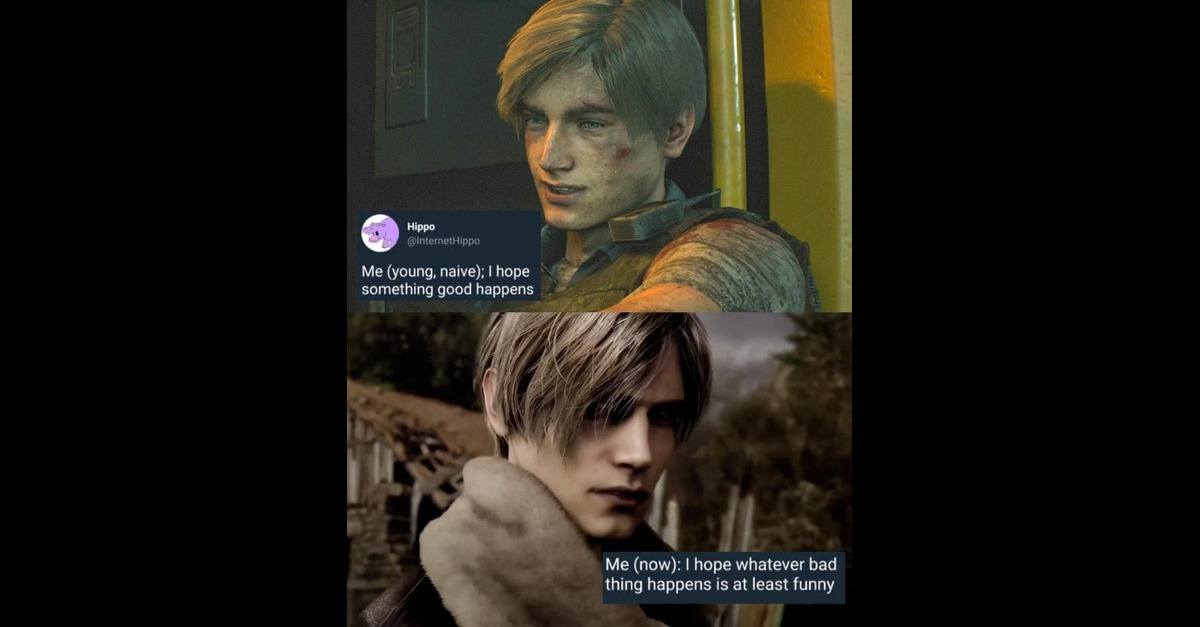 Hippo
@InternetHippo
Me (young, naive); I hope
something good happens
Me (now): I hope whatever bad
thing happens is at least funny